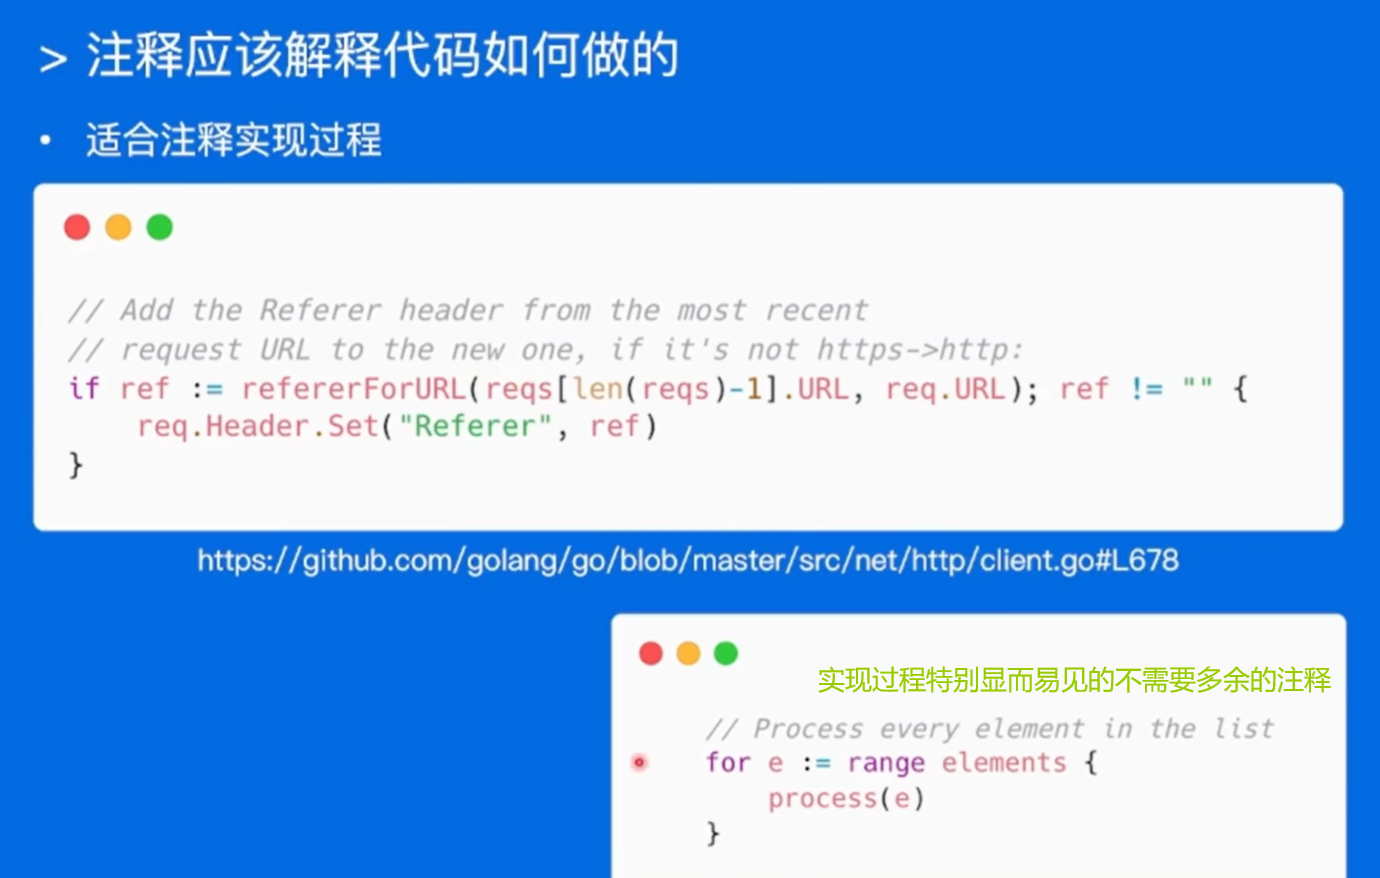 > 注释应该解释代码如何做的
• 适合注释实现过程
// Add the Referer header from the most recent
// request URL to the new one, if it's not https->http:
if ref := refererForURL(reqs[len(reqs)-1].URL, req.URL); ref != "" {
    req.Header.Set("Referer", ref)
}
https://github.com/golang/go/blob/master/src/net/http/client.go#L678
实现过程特别显而易见的不需要多余的注释
// Process every element in the list
for e := range elements {
    process(e)
}